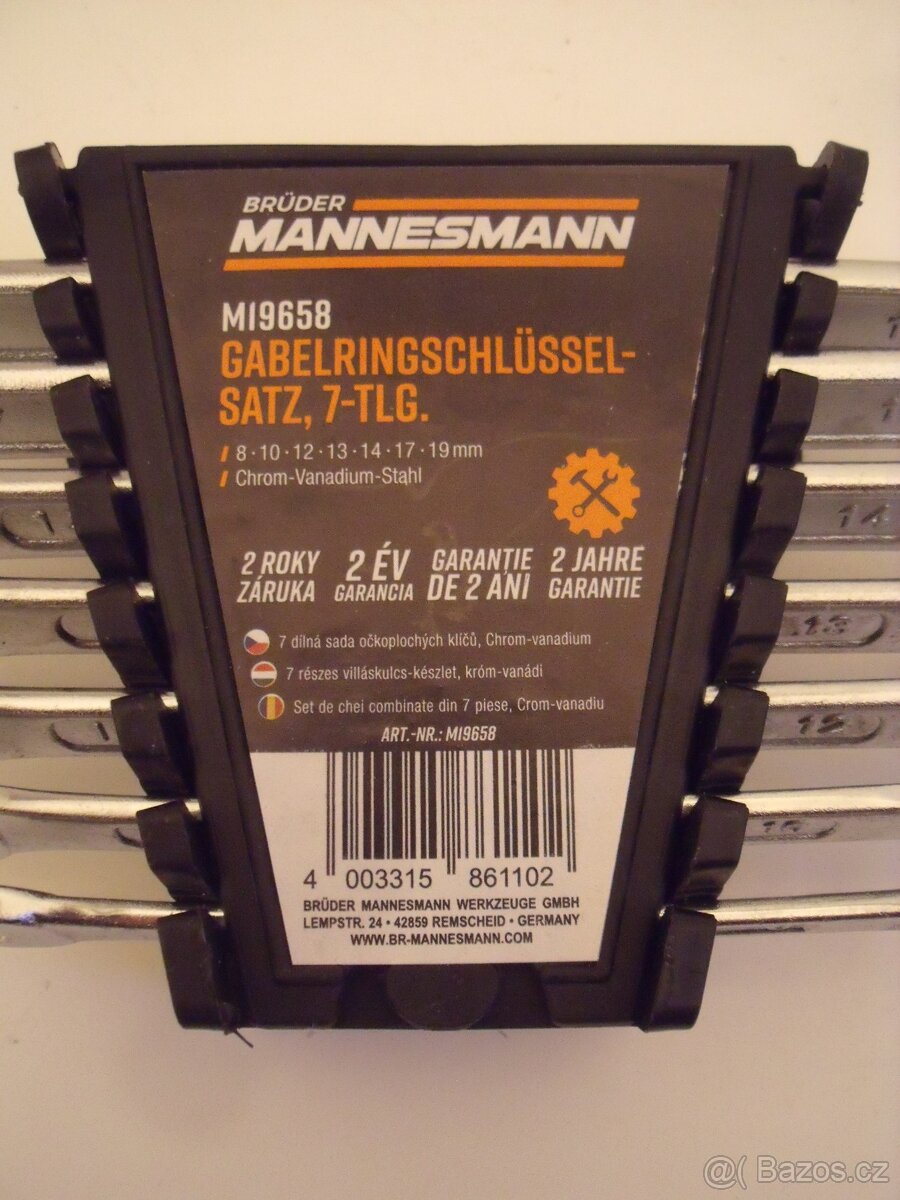 BRÜDER
MANNESMANN
MI9658
GABELRINGSCHLÜSSEL-
SATZ, 7-TLG.
8 · 10 · 12 · 13 · 14 · 17 · 19 mm
Chrom-Vanadium-Stahl
2 ROKY ZÁRUKA
2 ÉV GARANCIA
GARANTIE DE 2 ANI
2 JAHRE GARANTIE
7 dílná sada očkoplochých klíčů, Chrom-vanadium
7 részes villáskulcs-készlet, króm-vanádi
Set de chei combinate din 7 piese, Crom-vanadiu
ART.-NR.: MI9658
4 003315 861102
BRÜDER MANNESMANN WERKZEUGE GMBH
LEMPSTR. 24 · 42859 REMSCHEID · GERMANY
WWW.BR-MANNESMANN.COM
14
13
12
10
@( Bazos.cz